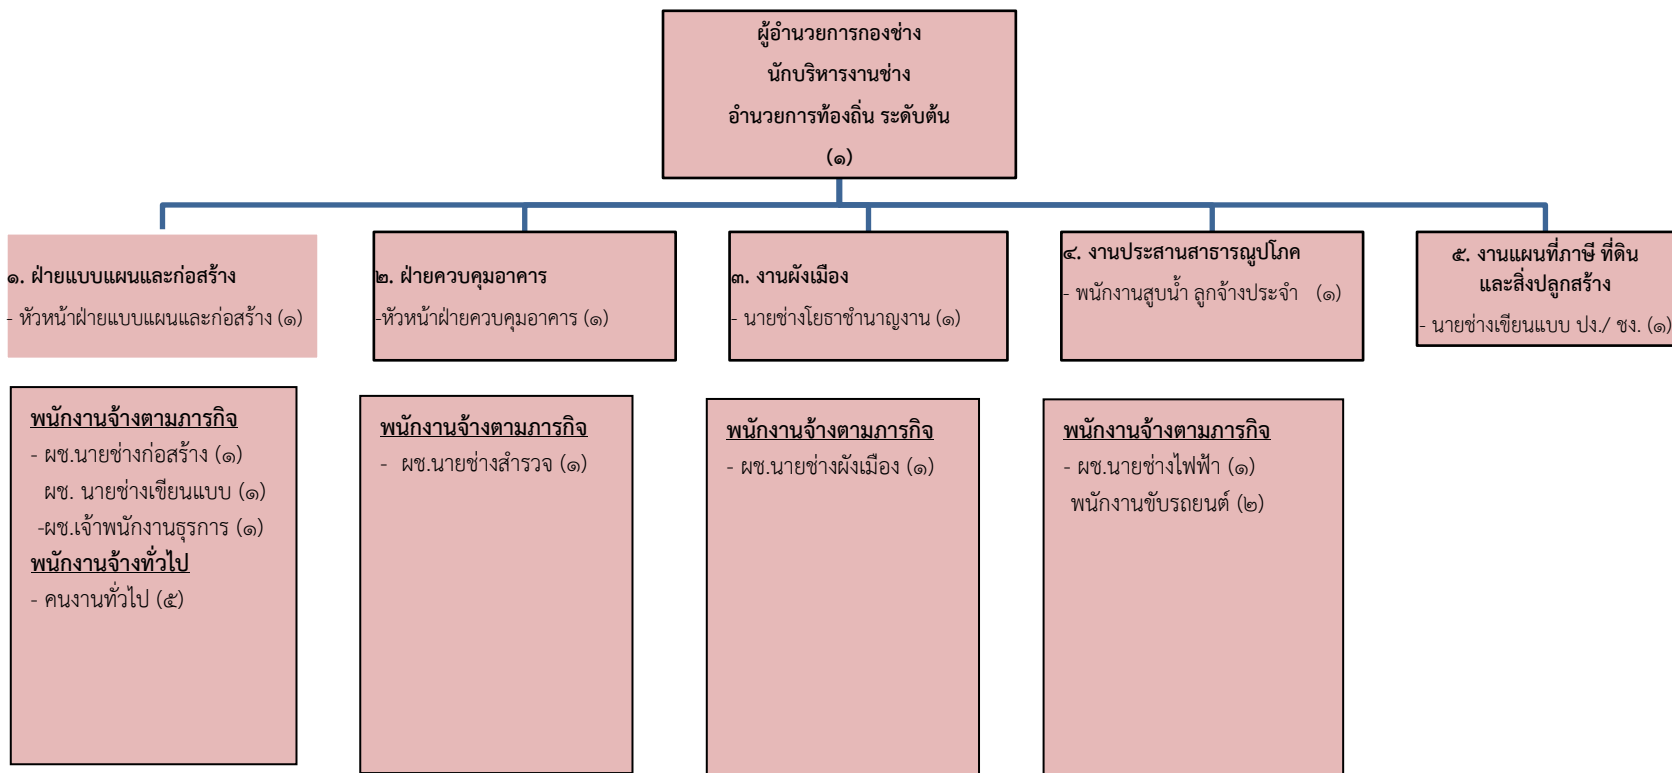 ผู้อำนวยการกองช่าง
นักบริหารงานช่าง
อำนวยการท้องถิ่น ระดับต้น
(๑)
๑. ฝ่ายแบบแผนและก่อสร้าง
- หัวหน้าฝ่ายแบบแผนและก่อสร้าง (๑)
๒. ฝ่ายควบคุมอาคาร
-หัวหน้าฝ่ายควบคุมอาคาร (๑)
๓. งานผังเมือง
- นายช่างโยธาชำนาญงาน (๑)
๔. งานประสานสาธารณูปโภค
- พนักงานสูบน้ำ ลูกจ้างประจำ (๑)
๕. งานแผนที่ภาษี ที่ดิน
และสิ่งปลูกสร้าง
- นายช่างเขียนแบบ ปง./ ชง. (๑)
พนักงานจ้างตามภารกิจ
- ผช.นายช่างก่อสร้าง (๑)
ผช. นายช่างเขียนแบบ (๑)
-ผช.เจ้าพนักงานธุรการ (๑)
พนักงานจ้างทั่วไป
- คนงานทั่วไป (๕)
พนักงานจ้างตามภารกิจ
- ผช.นายช่างสำรวจ (๑)
พนักงานจ้างตามภารกิจ
- ผช.นายช่างผังเมือง (๑)
พนักงานจ้างตามภารกิจ
- ผช.นายช่างไฟฟ้า (๑)
พนักงานขับรถยนต์ (๒)